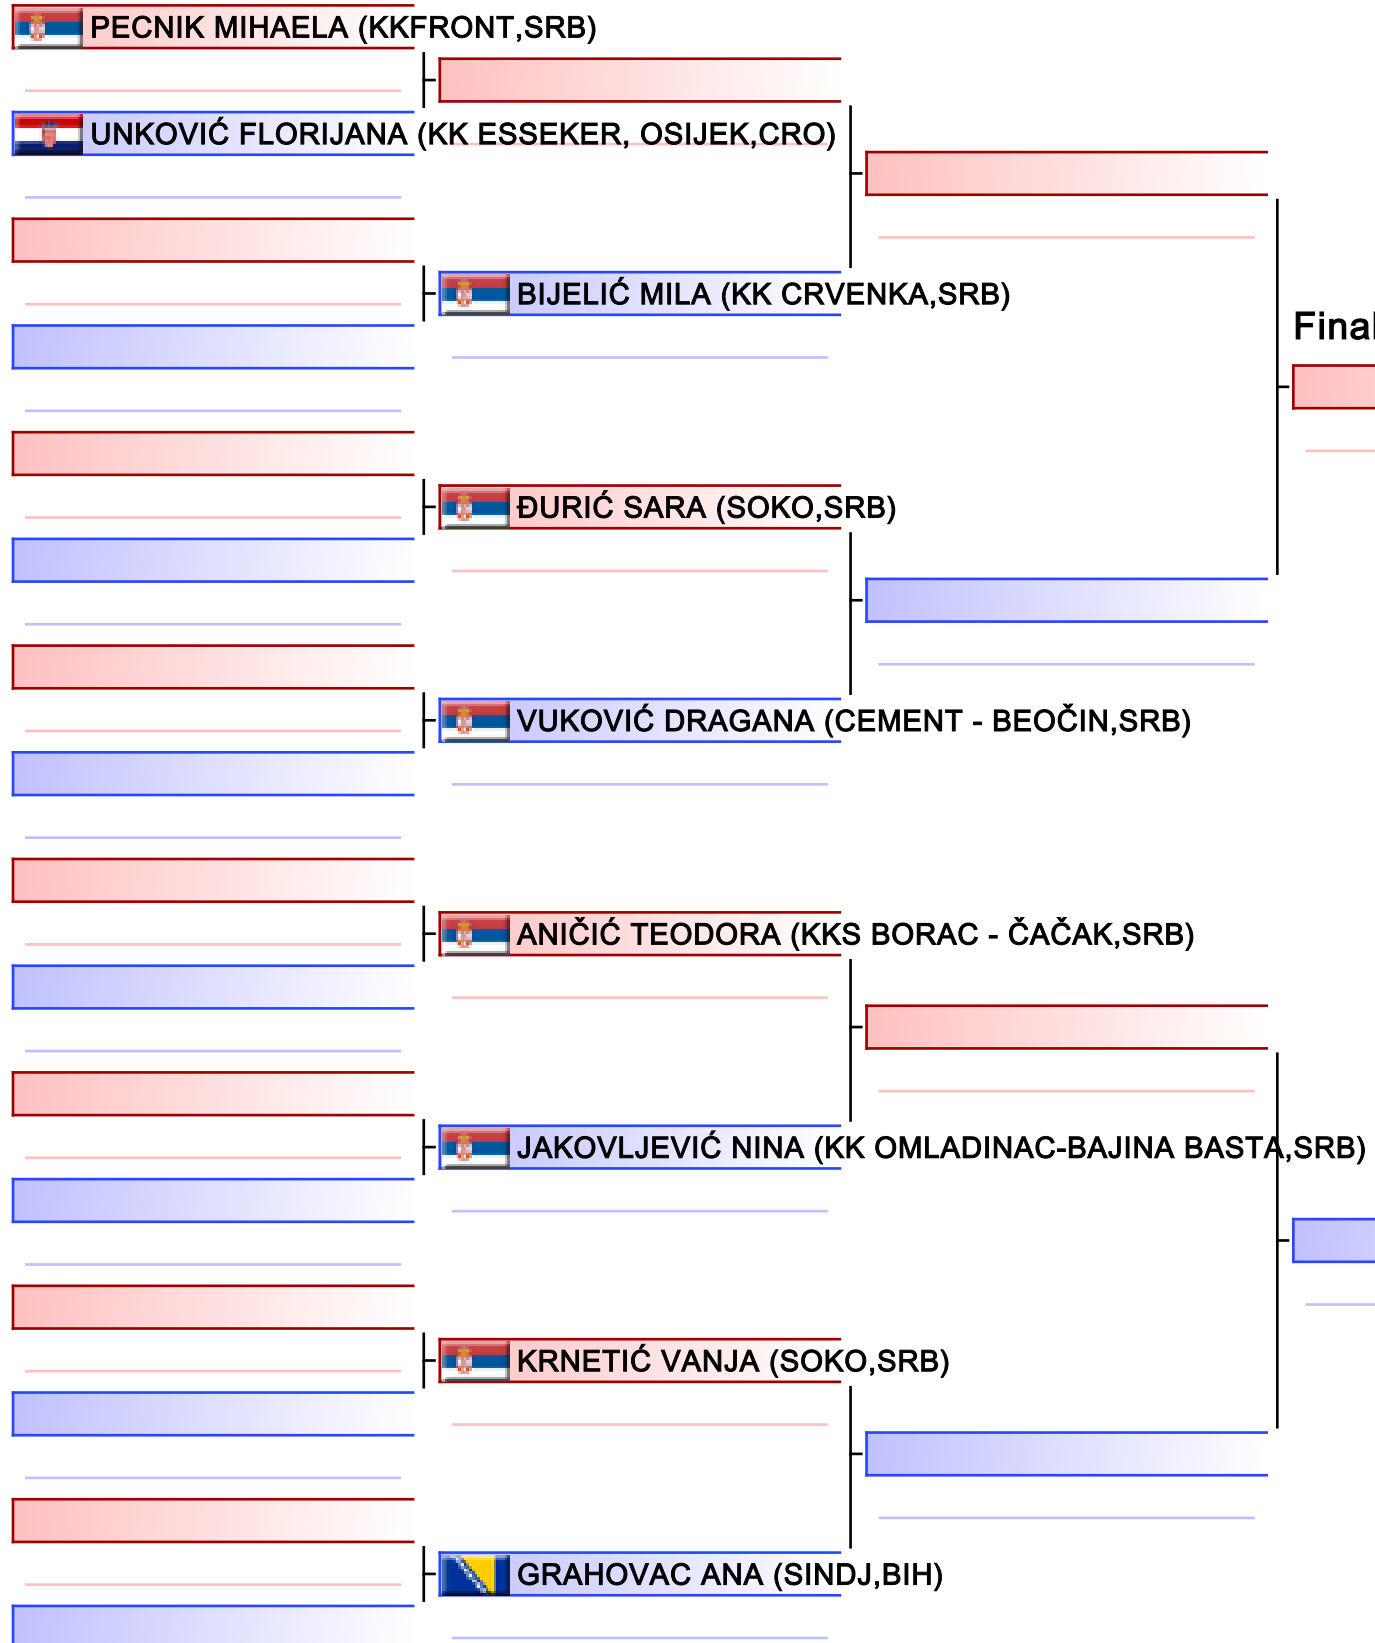 PECNIK MIHAELA (KKFRONT,SRB)
UNKOVIĆ FLORIJANA (KK ESSEKER, OSIJEK,CRO)
BIJELIĆ MILA (KK CRVENKA,SRB)
Final
ĐURIĆ SARA (SOKO,SRB)
VUKOVIĆ DRAGANA (CEMENT - BEOČIN,SRB)
ANIČIĆ TEODORA (KKS BORAC - ČAČAK,SRB)
JAKOVLJEVIĆ NINA (KK OMLADINAC-BAJINA BASTA,SRB)
KRNETIĆ VANJA (SOKO,SRB)
GRAHOVAC ANA (SINDJ,BIH)